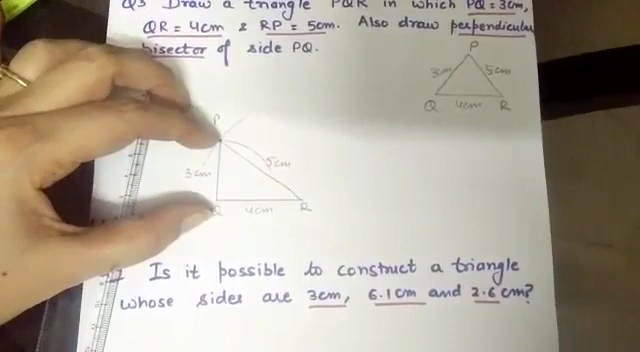 Q3 Draw a triangle PQR in which PQ = 3cm,
QR = 4cm & RP = 5cm. Also draw perpendicular
bisector of side PQ.
P
3cm 5cm
Q 4cm R
P
3cm 5cm
Q 4cm R
Is it possible to construct a triangle
whose sides are 3cm, 6.1cm and 2.6cm?